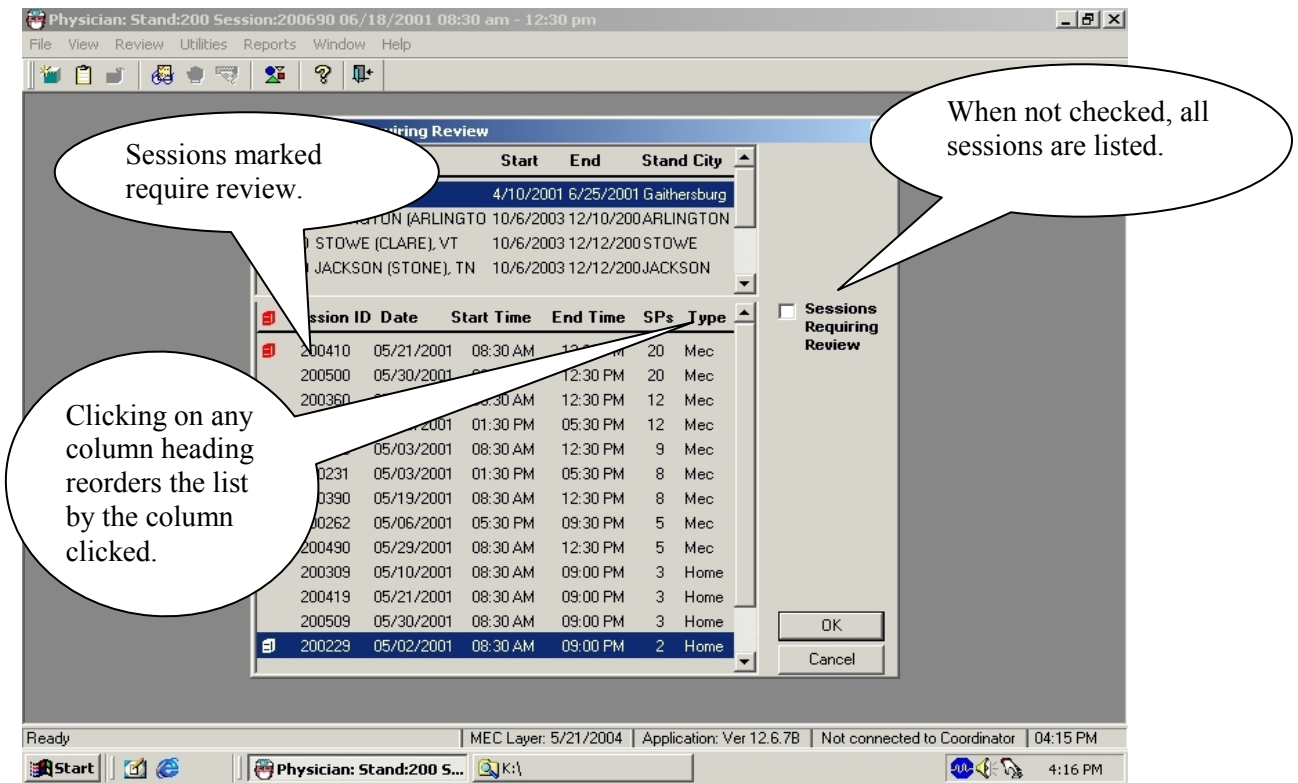 Physician: Stand:200 Session:200690 06/18/2001 08:30 am - 12:30 pm
File View Review Utilities Reports Window Help
When not checked, all
sessions are listed.
Sessions marked
require review.
Review
Start End Stand City
4/10/2001 6/25/2001 Gaithersburg
(ARLINGTO 10/6/2003 12/10/200 ARLINGTON
STOWE (CLARE), VT 10/6/2003 12/12/200 STOWE
JACKSON (STONE), TN 10/6/2003 12/12/200 JACKSON
Sessions
Requiring
Review
ssion ID Date Start Time End Time SPs Type
200410 05/21/2001 08:30 AM 20 Mec
200500 05/30/2001 12:30 PM 20 Mec
200360 12:30 PM 12 Mec
01:30 PM 05:30 PM 12 Mec
05/03/2001 08:30 AM 12:30 PM 9 Mec
0231 05/03/2001 01:30 PM 05:30 PM 8 Mec
0390 05/19/2001 08:30 AM 12:30 PM 8 Mec
00262 05/06/2001 05:30 PM 09:30 PM 5 Mec
200490 05/29/2001 08:30 AM 12:30 PM 5 Mec
200309 05/10/2001 08:30 AM 09:00 PM 3 Home
200419 05/21/2001 08:30 AM 09:00 PM 3 Home
200509 05/30/2001 08:30 AM 09:00 PM 3 Home
200229 05/02/2001 08:30 AM 09:00 PM 2 Home
Clicking on any
column heading
reorders the list
by the column
clicked.
OK
Cancel
Ready MEC Layer: 5/21/2004 Application: Ver 12.6.7B Not connected to Coordinator 04:15 PM
Start Physician: Stand:200 S... K:\ 4:16 PM